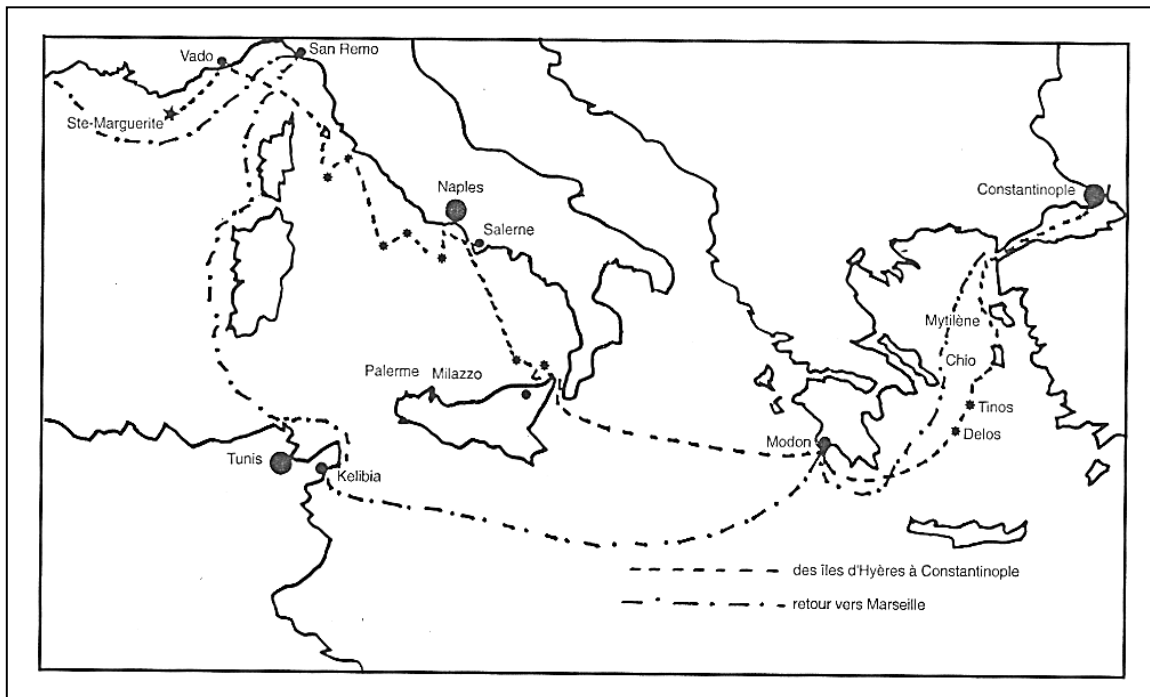 San Remo
Vado
Ste-Marguerite
Naples
Salerne
Constantinople
Mytilène
Chio
Palerme Milazzo
Tinos
Delos
Modon
Tunis
Kelibia
des îles d'Hyères à Constantinople
retour vers Marseille